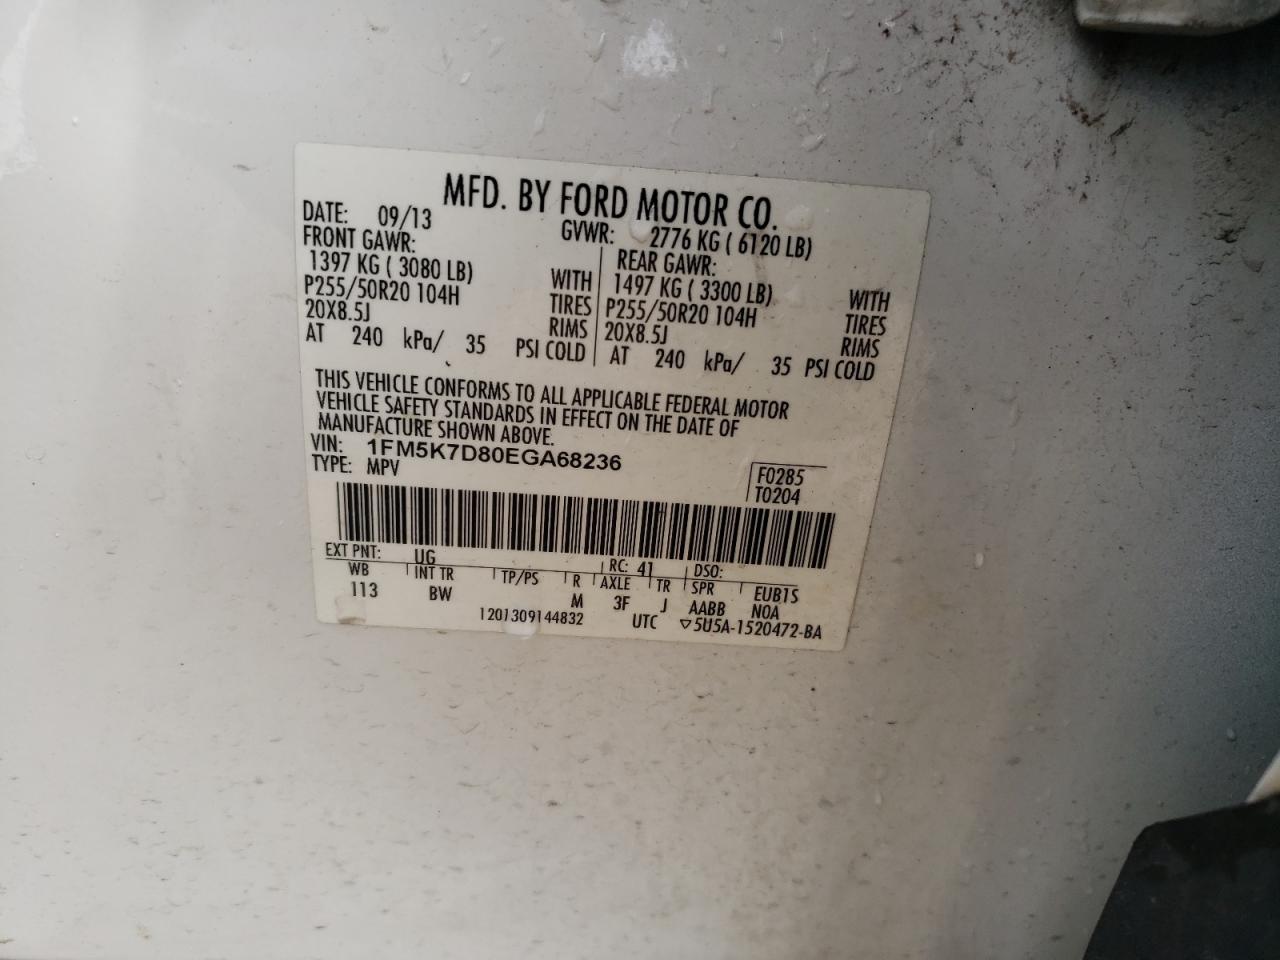 MFD. BY FORD MOTOR CO.
DATE: 09/13 GVWR: 2776 KG ( 6120 LB)
FRONT GAWR: REAR GAWR:
1397 KG ( 3080 LB) WITH 1497 KG ( 3300 LB) WITH
P255/50R20 104H TIRES P255/50R20 104H TIRES
20X8.5J RIMS 20X8.5J RIMS
AT 240 kPa/ 35 PSI COLD AT 240 kPa/ 35 PSI COLD
THIS VEHICLE CONFORMS TO ALL APPLICABLE FEDERAL MOTOR
VEHICLE SAFETY STANDARDS IN EFFECT ON THE DATE OF
MANUFACTURE SHOWN ABOVE.
VIN: 1FM5K7D80EGA68236 F0285
TYPE: MPV T0204
EXT PNT: UG RC: 41 DSO:
WB INT TR TP/PS R AXLE TR SPR EUB1S
113 BW M 3F J AABB NOA
1201309144832 UTC ▽5U5A-1520472-BA